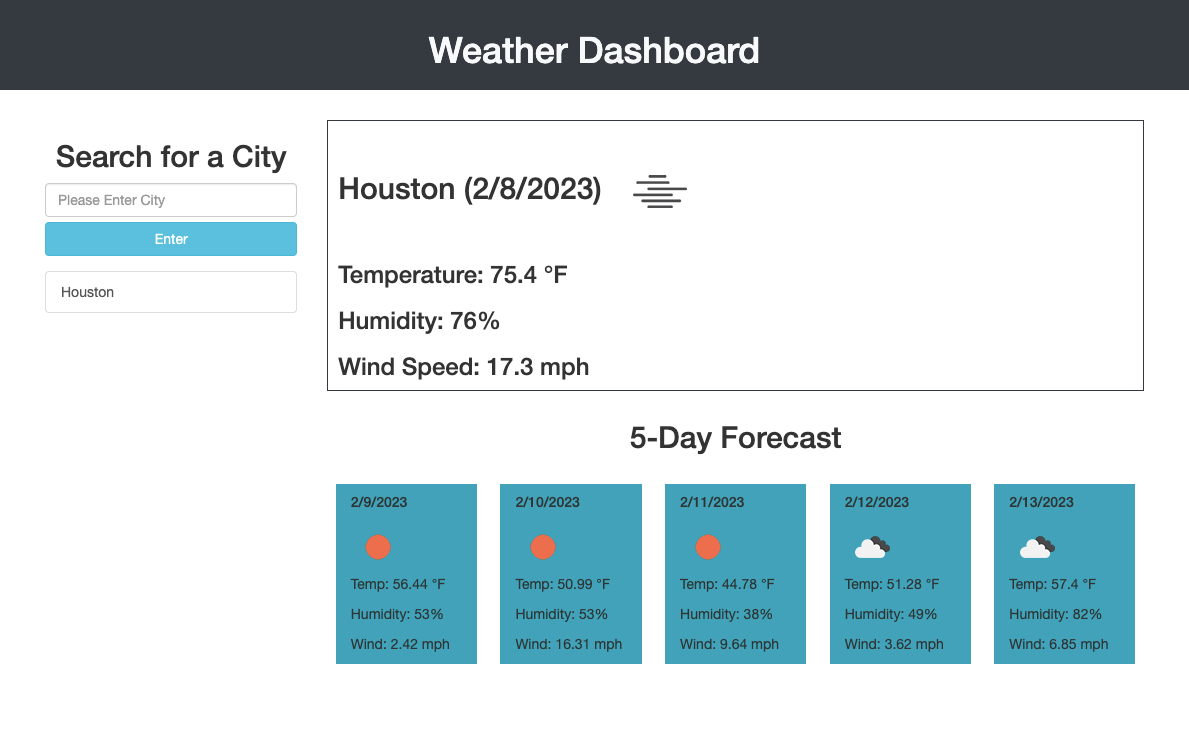 Weather Dashboard
Search for a City
Please Enter City
Enter
Houston
Houston (2/8/2023)
Temperature: 75.4 °F
Humidity: 76%
Wind Speed: 17.3 mph
5-Day Forecast
2/9/2023
Temp: 56.44 °F
Humidity: 53%
Wind: 2.42 mph
2/10/2023
Temp: 50.99 °F
Humidity: 53%
Wind: 16.31 mph
2/11/2023
Temp: 44.78 °F
Humidity: 38%
Wind: 9.64 mph
2/12/2023
Temp: 51.28 °F
Humidity: 49%
Wind: 3.62 mph
2/13/2023
Temp: 57.4 °F
Humidity: 82%
Wind: 6.85 mph